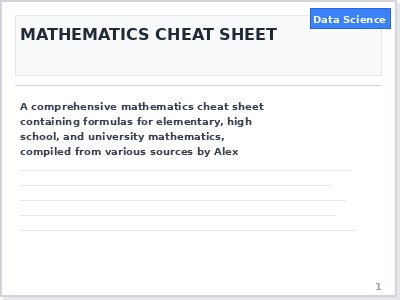 Data Science
MATHEMATICS CHEAT SHEET
A comprehensive mathematics cheat sheet
containing formulas for elementary, high
school, and university mathematics,
compiled from various sources by Alex
1